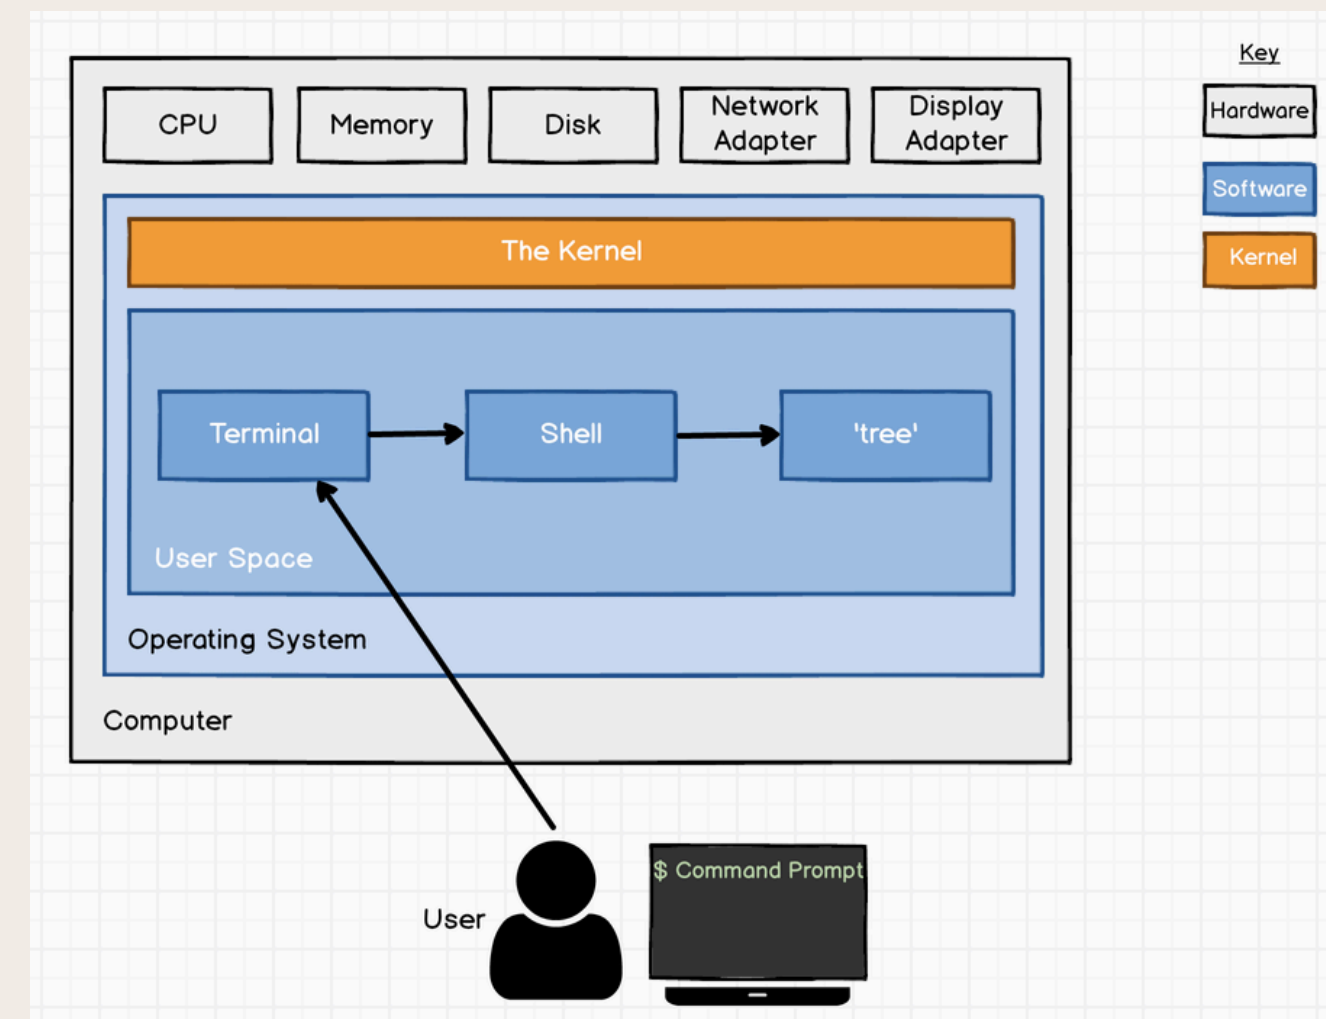 Key
CPU
Memory
Disk
Network
Adapter
Display
Adapter
Hardware
Software
Kernel
The Kernel
Terminal
Shell
'tree'
User Space
Operating System
Computer
User
$ Command Prompt